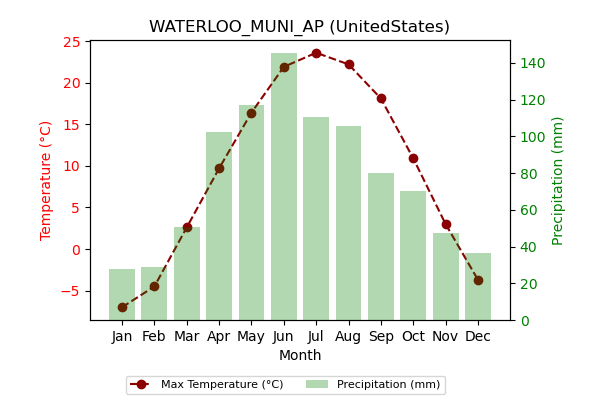 WATERLOO_MUNI_AP (UnitedStates)
25
20
15
10
5
0
−5
Temperature (°C)
140
120
100
80
60
40
20
0
Precipitation (mm)
Jan Feb Mar Apr May Jun Jul Aug Sep Oct Nov Dec
Month
Max Temperature (°C) Precipitation (mm)